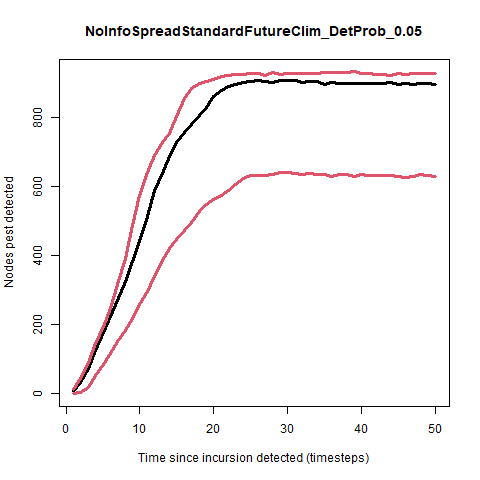 NoInfoSpreadStandardFutureClim_DetProb_0.05
Nodes pest detected
800
600
400
200
0
0 10 20 30 40 50
Time since incursion detected (timesteps)